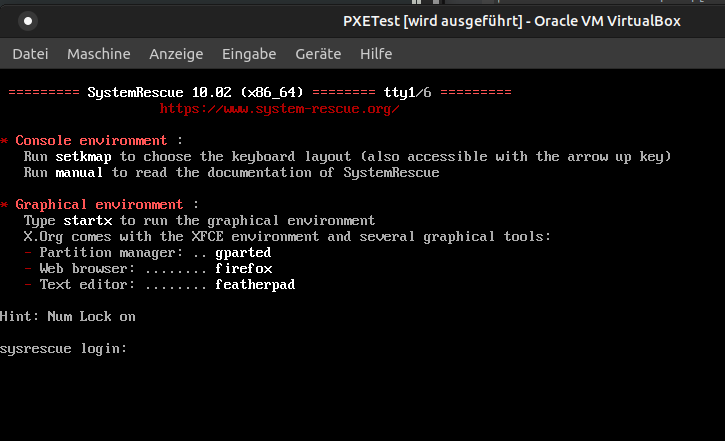 PXETest [wird ausgeführt] - Oracle VM VirtualBox
Datei Maschine Anzeige Eingabe Geräte Hilfe
========= SystemRescue 10.02 (x86_64) ======== tty1/6 =========
https://www.system-rescue.org/
* Console environment :
Run setkmap to choose the keyboard layout (also accessible with the arrow up key)
Run manual to read the documentation of SystemRescue
* Graphical environment :
Type startx to run the graphical environment
X.Org comes with the XFCE environment and several graphical tools:
- Partition manager: .. gparted
- Web browser: ........ firefox
- Text editor: ........ featherpad
Hint: Num Lock on
sysrescue login: